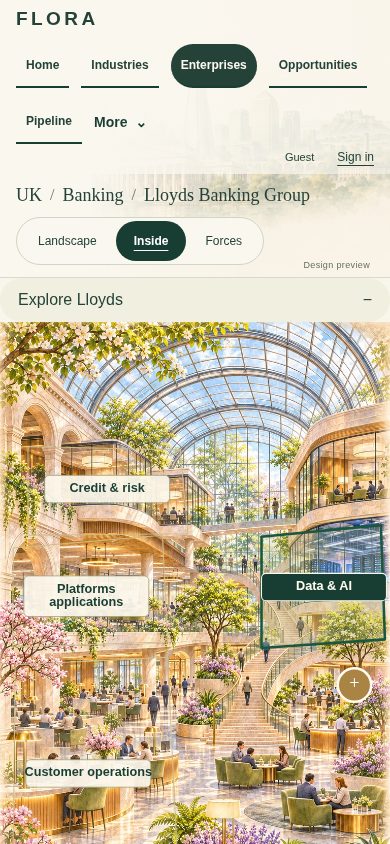 FLORA
Home
Industries
Enterprises
Opportunities
Pipeline
More
Guest
Sign in
UK / Banking / Lloyds Banking Group
Landscape
Inside
Forces
Design preview
Explore Lloyds −
Credit & risk
Data & AI
Platforms
applications
+
Customer operations